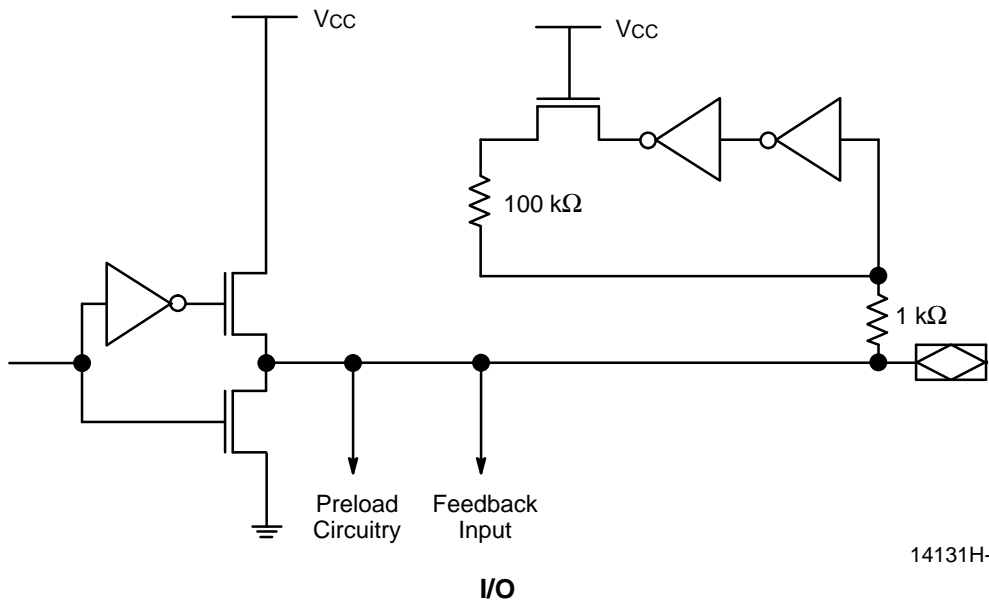 VCC
VCC
100 kΩ
1 kΩ
Preload
Circuitry
Feedback
Input
14131H-
I/O